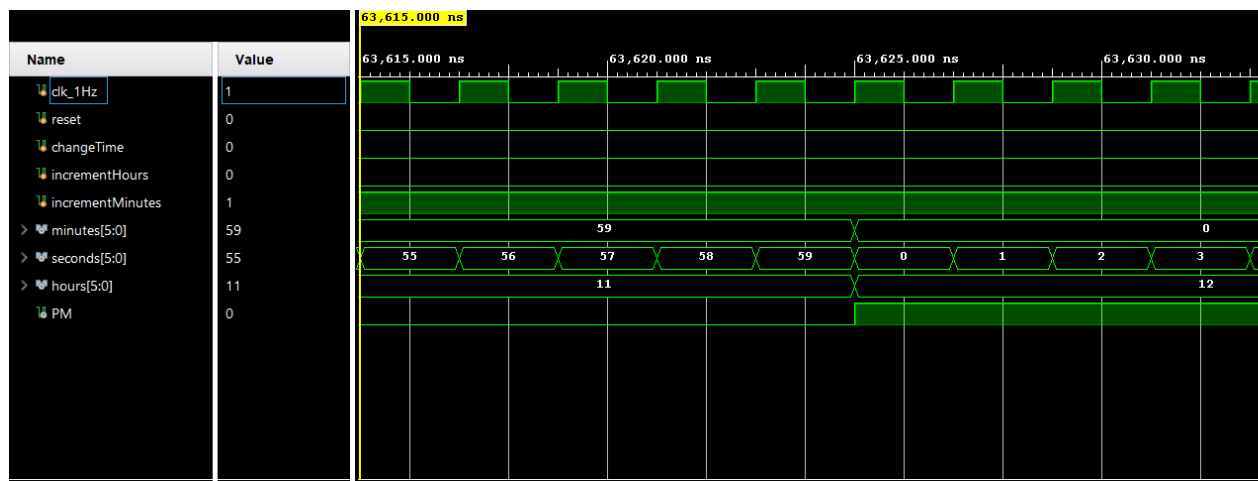 63,615.000 ns
Name Value
63,615.000 ns 63,620.000 ns 63,625.000 ns 63,630.000 ns
clk_1Hz 1
reset 0
changeTime 0
incrementHours 0
incrementMinutes 1
minutes[5:0] 59 59 0
seconds[5:0] 55 55 56 57 58 59 0 1 2 3
hours[5:0] 11 11 12
PM 0